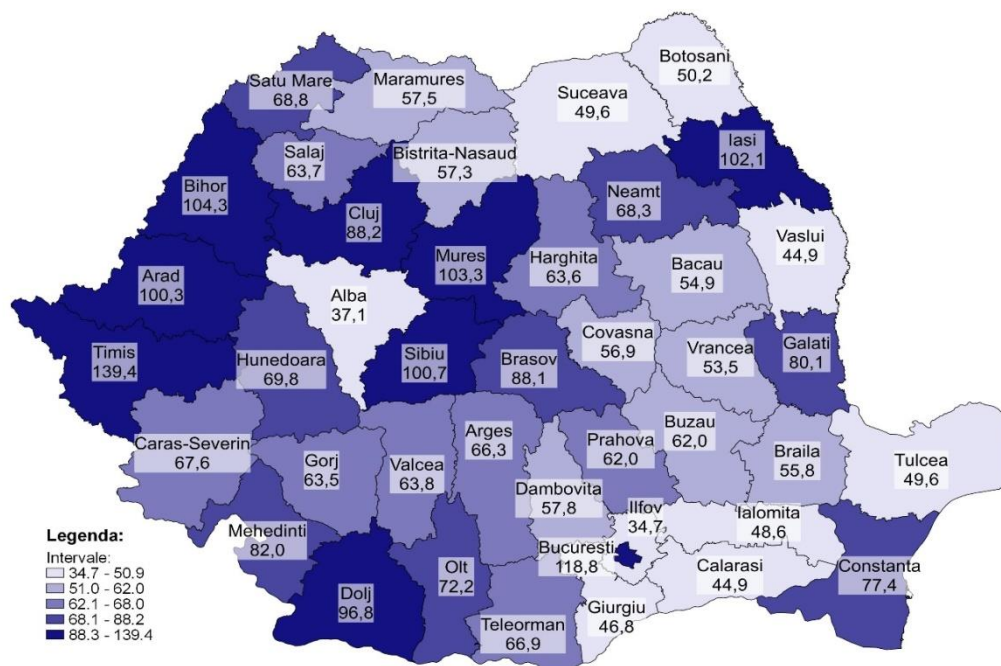 Botosani
50,2
Satu Mare
68,8
Maramures
57,5
Suceava
49,6
Iasi
102,1
Salaj
63,7
Bistrita-Nasaud
57,3
Bihor
104,3
Neamt
68,3
Cluj
88,2
Vaslui
44,9
Mures
103,3
Harghita
63,6
Bacau
54,9
Arad
100,3
Alba
37,1
Timis
139,4
Hunedoara
69,8
Sibiu
100,7
Brasov
88,1
Covasna
56,9
Vrancea
53,5
Galati
80,1
Caras-Severin
67,6
Gorj
63,5
Valcea
63,8
Arges
66,3
Prahova
62,0
Buzau
62,0
Braila
55,8
Tulcea
49,6
Dambovita
57,8
Ilfov
34,7
Ialomita
48,6
Mehedinti
82,0
Bucuresti
118,8
Olt
72,2
Calarasi
44,9
Constanta
77,4
Dolj
96,8
Giurgiu
46,8
Teleorman
66,9
Legenda:
Intervale:
34.7 - 50.9
51.0 - 62.0
62.1 - 68.0
68.1 - 88.2
88.3 - 139.4